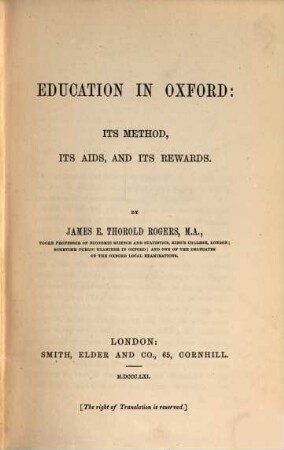 EDUCATION IN OXFORD:
ITS METHOD,
ITS AIDS, AND ITS REWARDS.
BY
JAMES E. THOROLD ROGERS, M.A.,
TOOKE PROFESSOR OF ECONOMIC SCIENCE AND STATISTICS, KING'S COLLEGE, LONDON;
SOMETIME PUBLIC EXAMINER IN OXFORD; AND ONE OF THE DELEGATES
OF THE OXFORD LOCAL EXAMINATIONS.
LONDON:
SMITH, ELDER AND CO., 65, CORNHILL.
M.DCCC.LXI.
[The right of Translation is reserved.]